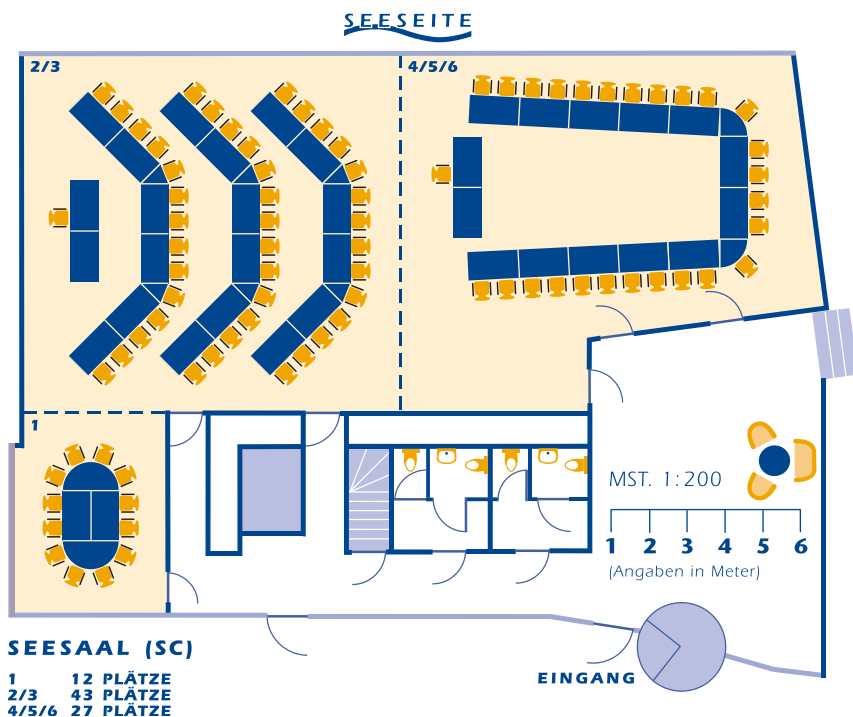 SEESEITE
2/3
4/5/6
1
MST. 1:200
1 2 3 4 5 6
(Angaben in Meter)
SEESAAL (SC)
EINGANG
1 12 PLÄTZE
2/3 43 PLÄTZE
4/5/6 27 PLÄTZE